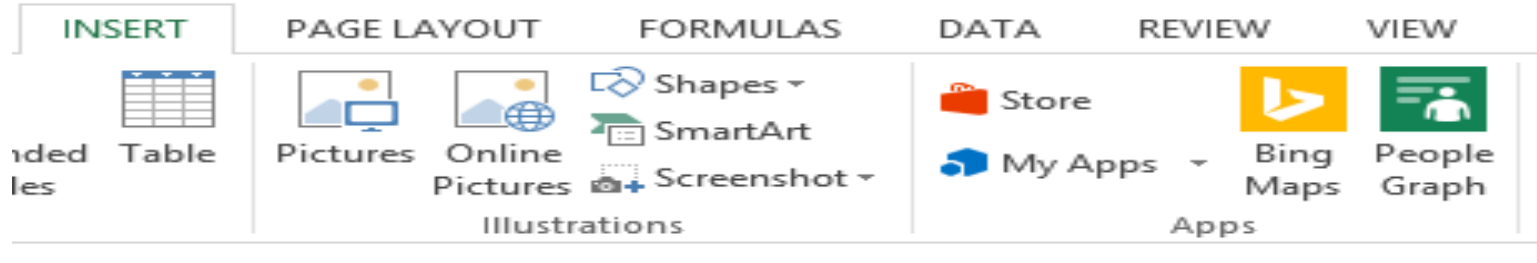 INSERT PAGE LAYOUT FORMULAS DATA REVIEW VIEW
Table
Pictures
Online
Pictures
Shapes
SmartArt
Screenshot
Illustrations
Store
My Apps
Bing
Maps
People
Graph
Apps